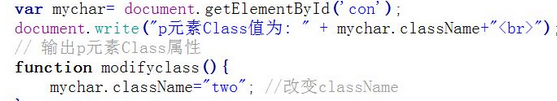 var mychar= document.getElementById('con');
document.write("p元素Class值为: " + mychar.className+"<br>");
// 输出p元素Class属性
function modifyclass(){
mychar.className="two"; //改变className